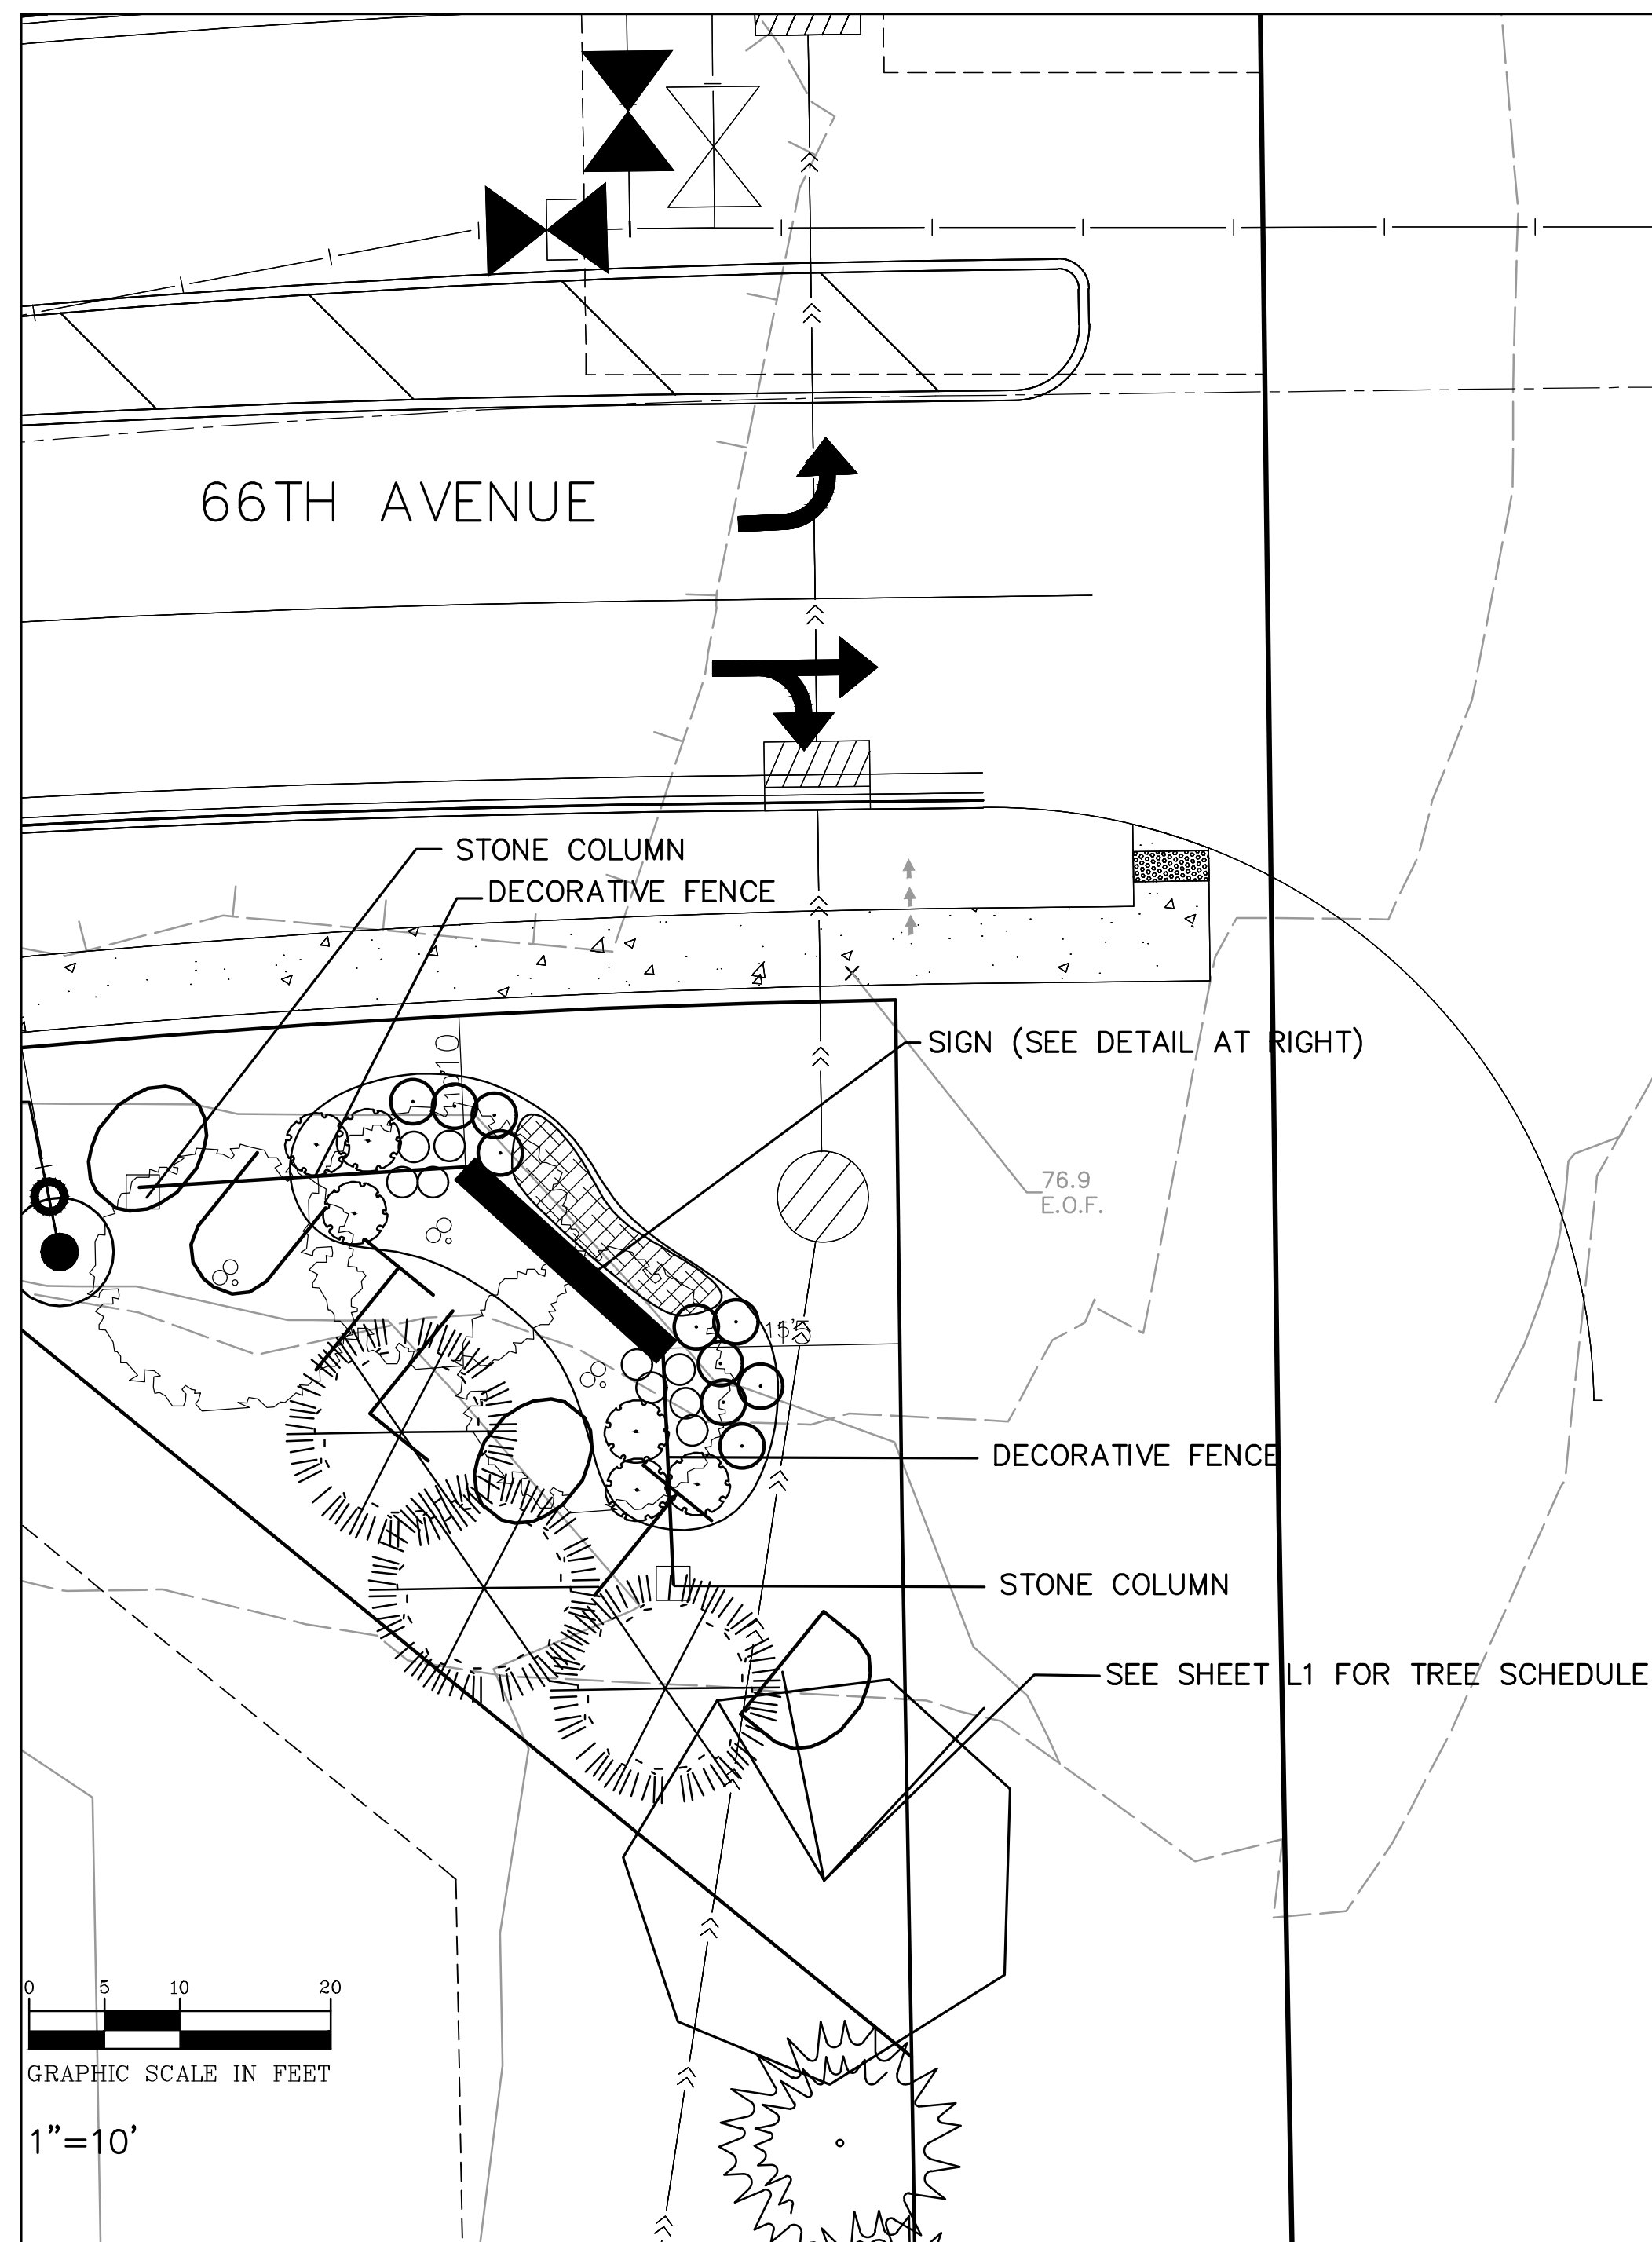 66TH AVENUE
STONE COLUMN
DECORATIVE FENCE
SIGN (SEE DETAIL AT RIGHT)
10
76.9
E.O.F.
DECORATIVE FENCE
STONE COLUMN
SEE SHEET L1 FOR TREE SCHEDULE
0 5 10 20
GRAPHIC SCALE IN FEET
1"=10'